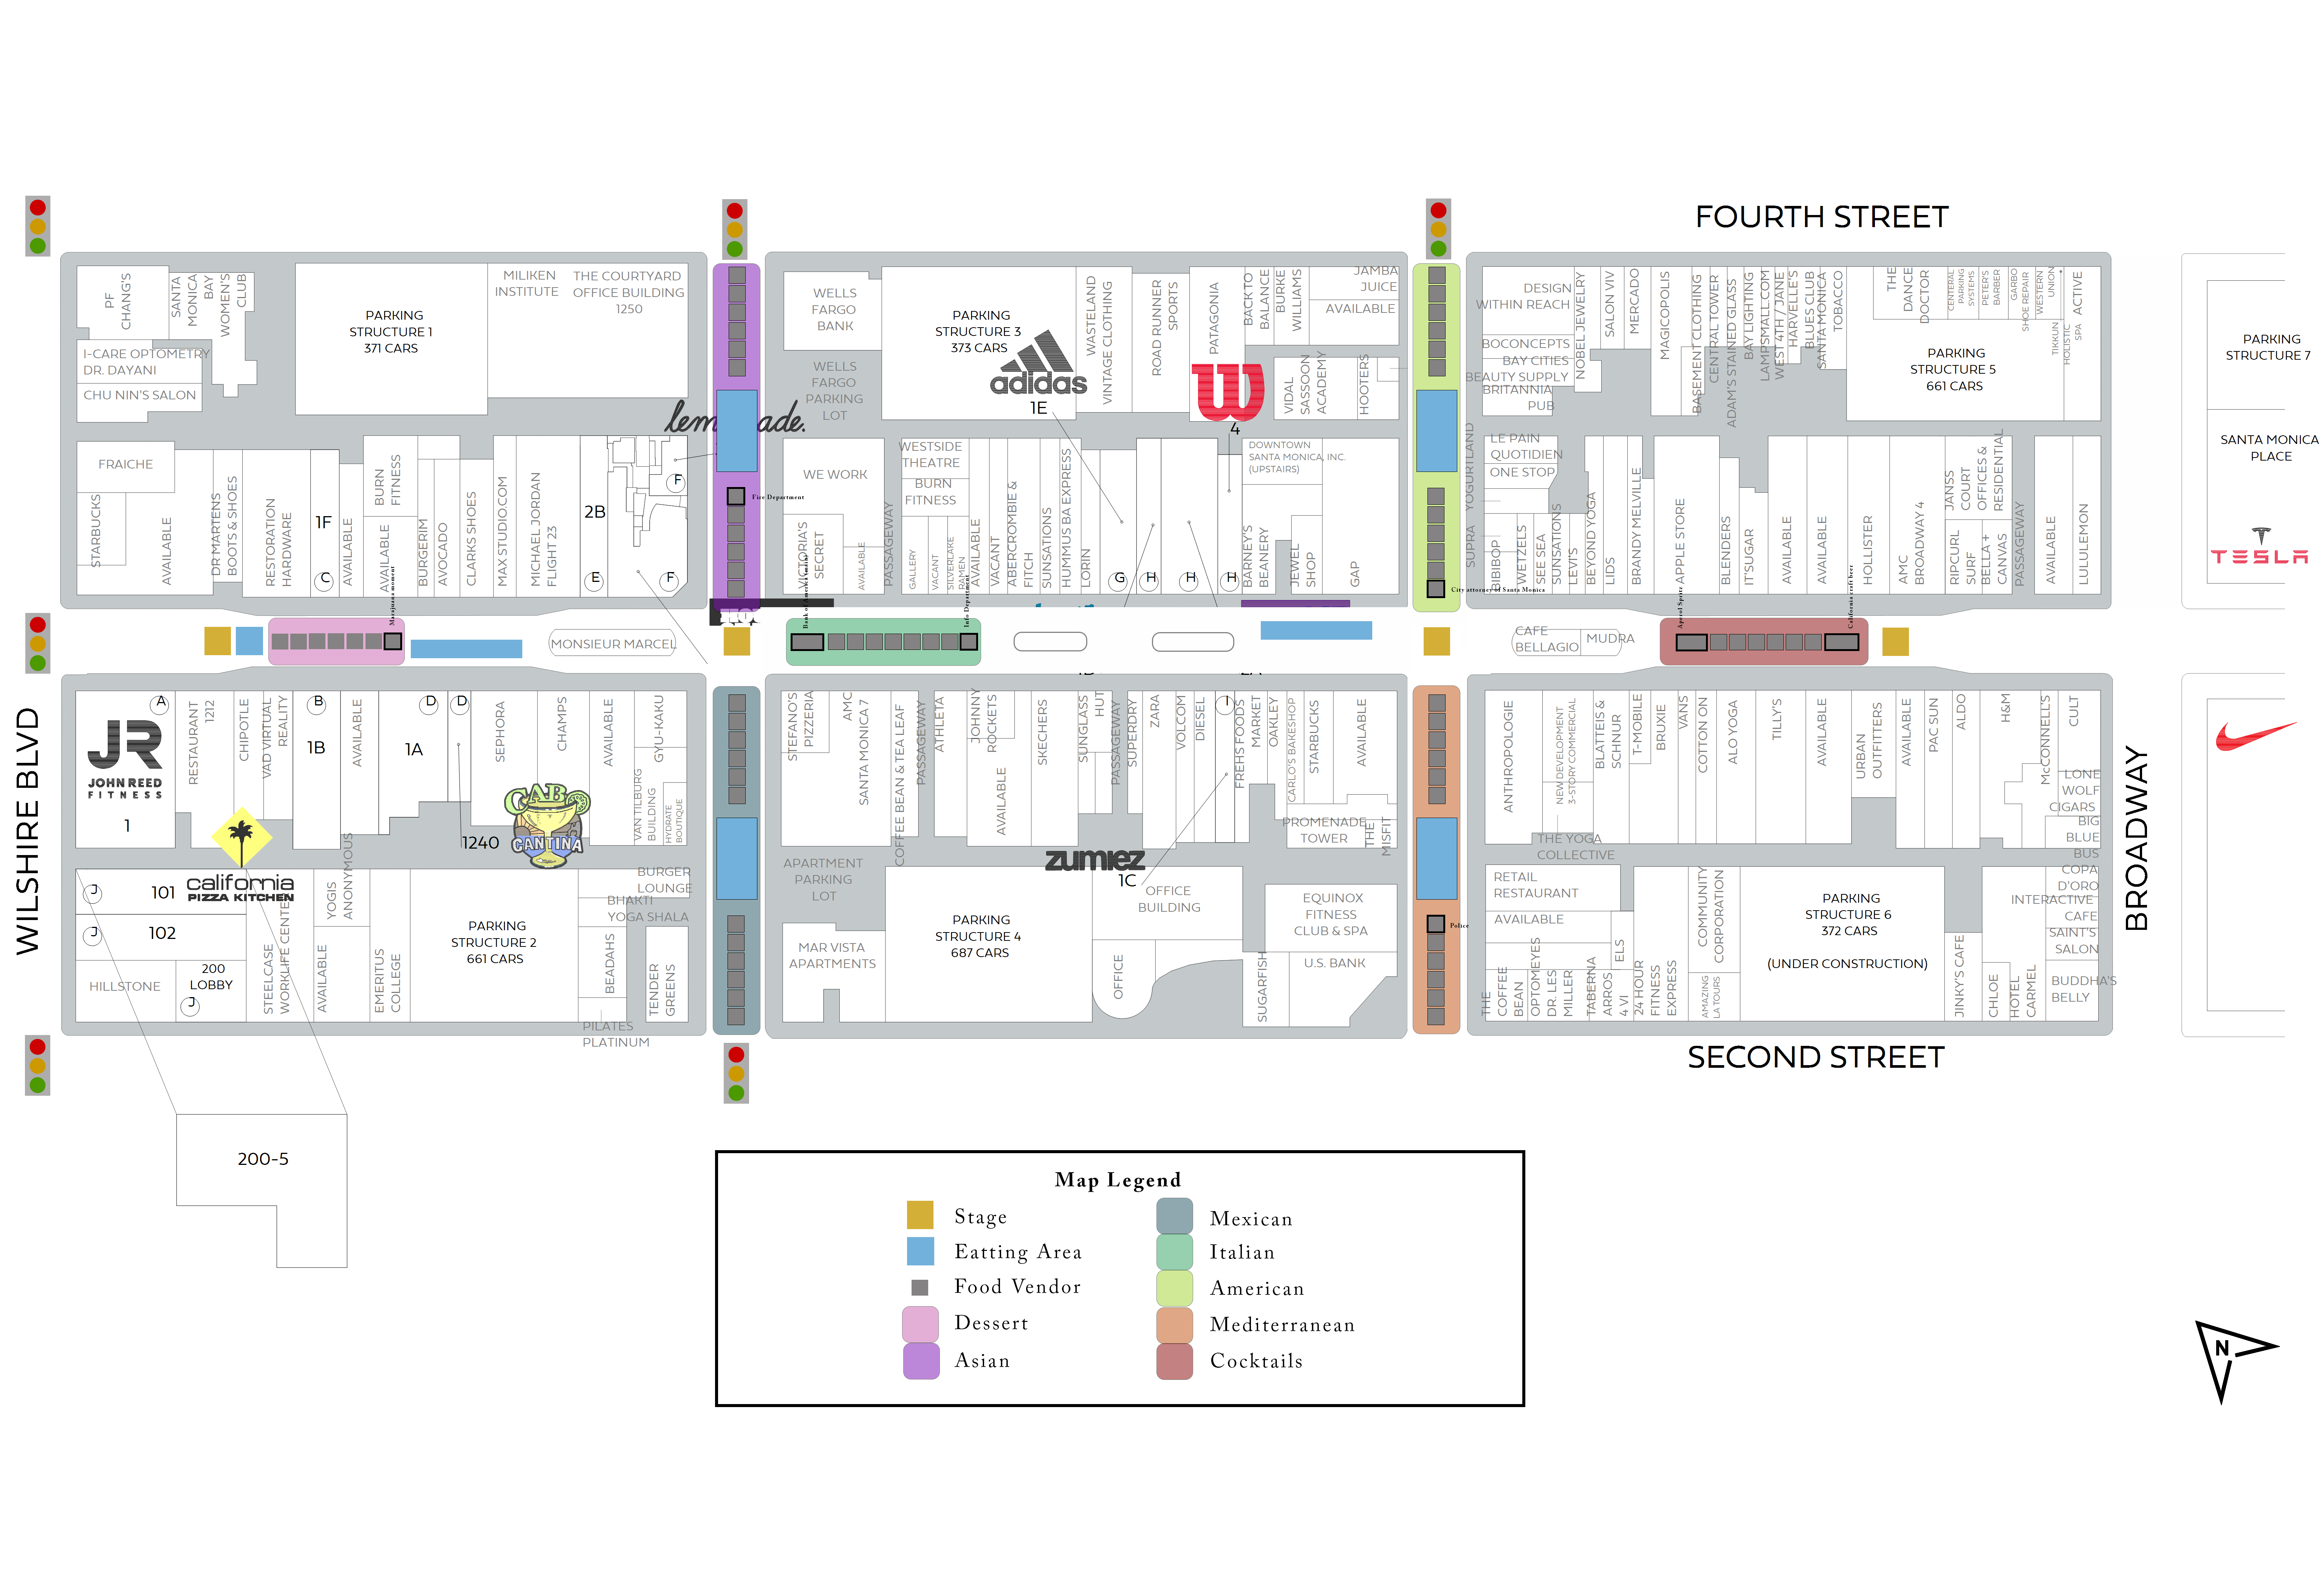 FOURTH STREET
PF
CHANG'S
SANTA
MONICA
BAY
WOMEN'S
CLUB
I-CARE OPTOMETRY
DR. DAYANI
CHU NIN'S SALON
PARKING
STRUCTURE 1
371 CARS
MILIKEN
INSTITUTE
THE COURTYARD
OFFICE BUILDING
1250
lem ade.
FRAICHE
STARBUCKS
AVAILABLE
DR MARTENS
BOOTS & SHOES
RESTORATION
HARDWARE
1F
C
AVAILABLE
BURN
FITNESS
AVAILABLE
BURGERIM
AVOCADO
CLARKS SHOES
MAX STUDIO.COM
MICHAEL JORDAN
FLIGHT 23
2B
E
F
F
Fire Department
WELLS
FARGO
BANK
WELLS
FARGO
PARKING
LOT
PARKING
STRUCTURE 3
373 CARS
adidas
1E
WASTELAND
VINTAGE CLOTHING
ROAD RUNNER
SPORTS
PATAGONIA
4
BACK TO
BALANCE
BURKE
WILLIAMS
JAMBA
JUICE
AVAILABLE
VIDAL
SASSOON
ACADEMY
HOOTERS
WE WORK
VICTORIA'S
SECRET
AVAILABLE
PASSAGEWAY
WESTSIDE
THEATRE
BURN
FITNESS
GALLERY
VACANT
SILVERLAKE
RAMEN
AVAILABLE
VACANT
ABERCROMBIE &
FITCH
SUNSATIONS
HUMMUS BA EXPRESS
LORIN
G
H
H
H
DOWNTOWN
SANTA MONICA, INC.
(UPSTAIRS)
BARNEY'S
BEANERY
JEWEL
SHOP
GAP
City attorney of Santa Monica
DESIGN
WITHIN REACH
BOCONCEPTS
BAY CITIES
BEAUTY SUPPLY
BRITANNIA
PUB
NOBEL JEWELRY
SALON VIV
MERCADO
MAGICOPOLIS
BASEMENT CLOTHING
CENTRAL TOWER
ADAM'S STAINED GLASS
BAY LIGHTING
LAMPSMALL.COM
WEST 4TH / JANE
HARVELLE'S
BLUES CLUB
SANTA MONICA
TOBACCO
THE
DANCE
DOCTOR
CENTERAL
PARKING
SYSTEMS
PETER'S
BARBER
GARBO
SHOE REPAIR
WESTERN
UNION
TIKKUN
HOLISTIC
SPA
ACTIVE
PARKING
STRUCTURE 5
661 CARS
YOGURTLAND
SUPRA
LE PAIN
QUOTIDIEN
ONE STOP
BIBIBOP
WETZELS
SEE SEA
SUNSATIONS
LEVI'S
BEYOND YOGA
LIDS
BRANDY MELVILLE
APPLE STORE
BLENDERS
IT'SUGAR
AVAILABLE
AVAILABLE
HOLLISTER
AMC
BROADWAY 4
JANSS
COURT
OFFICES &
RESIDENTIAL
RIPCURL
SURF
BELLA +
CANVAS
PASSAGEWAY
AVAILABLE
LULULEMON
PARKING
STRUCTURE 7
SANTA MONICA
PLACE
TESLA
Info Department
Aperol Spritz
California craft beer
MONSIEUR MARCEL
CAFE
BELLAGIO
MUDRA
WILSHIRE BLVD
BROADWAY
A
JR
JOHN REED
FITNESS
1
RESTAURANT
1212
CHIPOTLE
VAD VIRTUAL
REALITY
B
1B
AVAILABLE
D
1A
D
1240
SEPHORA
CHAMPS
CABO
CANTINA
AVAILABLE
GYU-KAKU
VAN TILBURG
BUILDING
HYDRATE
BOUTIQUE
J
101
california
PIZZA KITCHEN
J
102
HILLSTONE
200
LOBBY
J
STEELCASE
WORKLIFE CENTER
YOGIS
ANONYMOUS
AVAILABLE
EMERITUS
COLLEGE
PARKING
STRUCTURE 2
661 CARS
BURGER
LOUNGE
BHAKTI
YOGA SHALA
BEADAHS
TENDER
GREENS
PILATES
PLATINUM
200-5
STEFANO'S
PIZZERIA
AMC
SANTA MONICA 7
COFFEE BEAN & TEA LEAF
PASSAGEWAY
ATHLETA
JOHNNY
ROCKETS
AVAILABLE
SKECHERS
SUNGLASS
HUT
PASSAGEWAY
SUPERDRY
ZARA
VOLCOM
DIESEL
I
FREHS FOODS
MARKET
OAKLEY
CARLO'S BAKESHOP
STARBUCKS
AVAILABLE
PROMENADE
TOWER
THE
MISFIT
APARTMENT
PARKING
LOT
MAR VISTA
APARTMENTS
PARKING
STRUCTURE 4
687 CARS
zumiez
1C
OFFICE
BUILDING
OFFICE
SUGARFISH
EQUINOX
FITNESS
CLUB & SPA
U.S. BANK
Police
ANTHROPOLOGIE
NEW DEVELOPMENT
3-STORY COMMERCIAL
THE YOGA
COLLECTIVE
BLATTEIS &
SCHNUR
T-MOBILE
BRUXIE
VANS
COTTON ON
ALO YOGA
TILLY'S
AVAILABLE
URBAN
OUTFITTERS
AVAILABLE
PAC SUN
ALDO
H&M
McCONNELL'S
CULT
LONE
WOLF
CIGARS
BIG
BLUE
BUS
COPA
D'ORO
INTERACTIVE
CAFE
SAINT'S
SALON
BUDDHA'S
BELLY
RETAIL
RESTAURANT
AVAILABLE
THE
COFFEE
BEAN
OPTOMEYES
DR. LES
MILLER
TABERNA
ARROS
4 VI
ELS
24 HOUR
FITNESS
EXPRESS
COMMUNITY
CORPORATION
AMAZING
LA TOURS
PARKING
STRUCTURE 6
372 CARS
(UNDER CONSTRUCTION)
JINKY'S CAFE
CHLOE
HOTEL
CARMEL
SECOND STREET
Map Legend
Stage
Eatting Area
Food Vendor
Dessert
Asian
Mexican
Italian
American
Mediterranean
Cocktails
N